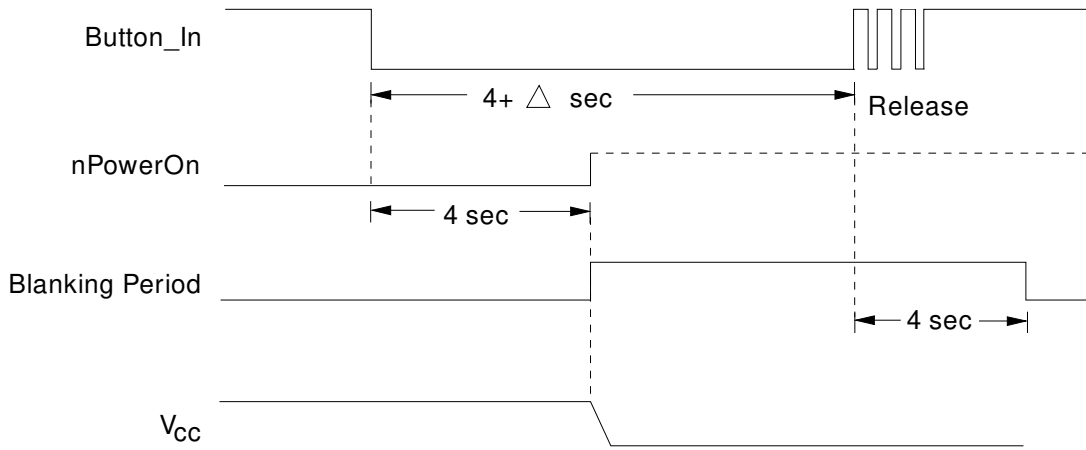 Button_In
4+ △ sec
Release
nPowerOn
4 sec
Blanking Period
4 sec
Vcc